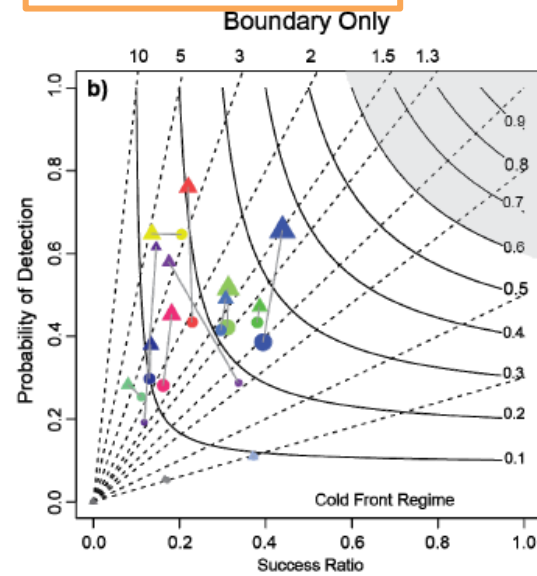 Boundary Only
10 5 3 2 1.5 1.3
b)
1.0
0.8
0.6
0.4
0.2
0.0
Probability of Detection
0.9
0.8
0.7
0.6
0.5
0.4
0.3
0.2
0.1
Cold Front Regime
0.0 0.2 0.4 0.6 0.8 1.0
Success Ratio